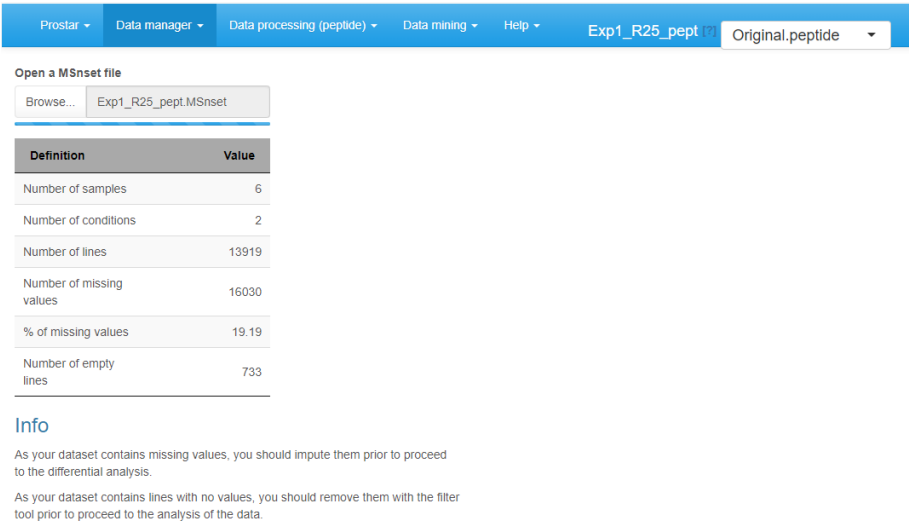 Prostar Data manager Data processing (peptide) Data mining Help Exp1_R25_pept [?] Original.peptide
Open a MSnset file
Browse... Exp1_R25_pept.MSnset
Definition Value
Number of samples 6
Number of conditions 2
Number of lines 13919
Number of missing
values 16030
% of missing values 19.19
Number of empty
lines 733
Info
As your dataset contains missing values, you should impute them prior to proceed
to the differential analysis.
As your dataset contains lines with no values, you should remove them with the filter
tool prior to proceed to the analysis of the data.